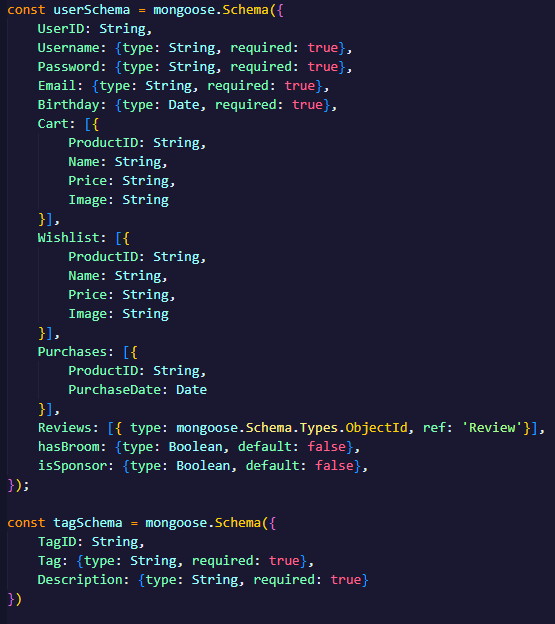 const userSchema = mongoose.Schema({
    UserID: String,
    Username: {type: String, required: true},
    Password: {type: String, required: true},
    Email: {type: String, required: true},
    Birthday: {type: Date, required: true},
    Cart: [{
        ProductID: String,
        Name: String,
        Price: String,
        Image: String
    }],
    Wishlist: [{
        ProductID: String,
        Name: String,
        Price: String,
        Image: String
    }],
    Purchases: [{
        ProductID: String,
        PurchaseDate: Date
    }],
    Reviews: [{ type: mongoose.Schema.Types.ObjectId, ref: 'Review'}],
    hasBroom: {type: Boolean, default: false},
    isSponsor: {type: Boolean, default: false},
});

const tagSchema = mongoose.Schema({
    TagID: String,
    Tag: {type: String, required: true},
    Description: {type: String, required: true}
})